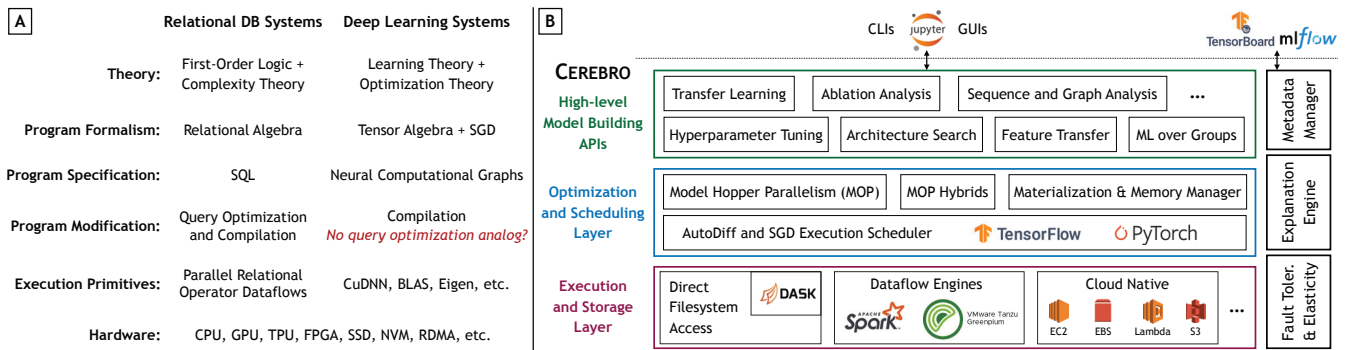 A
Relational DB Systems
Deep Learning Systems
Theory:
First-Order Logic +
Complexity Theory
Learning Theory +
Optimization Theory
Program Formalism:
Relational Algebra
Tensor Algebra + SGD
Program Specification:
SQL
Neural Computational Graphs
Program Modification:
Query Optimization
and Compilation
Compilation
No query optimization analog?
Execution Primitives:
Parallel Relational
Operator Dataflows
CuDNN, BLAS, Eigen, etc.
Hardware:
CPU, GPU, TPU, FPGA, SSD, NVM, RDMA, etc.
B
CLIs
jupyter
GUIs
TensorBoard
mlflow
CEREBRO
High-level
Model Building
APIs
Transfer Learning
Ablation Analysis
Sequence and Graph Analysis
...
Hyperparameter Tuning
Architecture Search
Feature Transfer
ML over Groups
Optimization
and Scheduling
Layer
Model Hopper Parallelism (MOP)
MOP Hybrids
Materialization & Memory Manager
AutoDiff and SGD Execution Scheduler
TensorFlow
PyTorch
Execution
and Storage
Layer
Direct
Filesystem
Access
DASK
Dataflow Engines
APACHE
Spark
VMware Tanzu
Greenplum
Cloud Native
EC2
EBS
Lambda
S3
...
Metadata
Manager
Explanation
Engine
Fault Toler.
& Elasticity